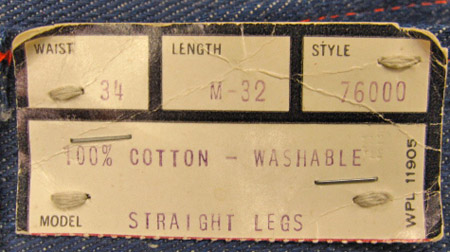 WAIST LENGTH STYLE
34 M-32 76000
100% COTTON - WASHABLE
WPL 11905
MODEL STRAIGHT LEGS